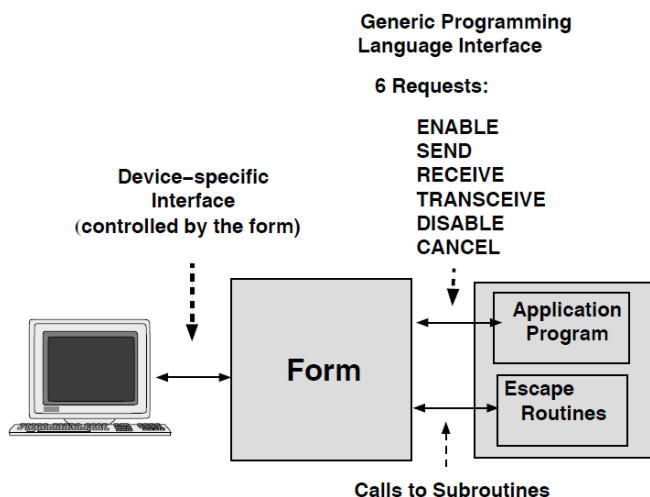 Generic Programming
Language Interface
6 Requests:
ENABLE
SEND
RECEIVE
TRANSCEIVE
DISABLE
CANCEL
Device–specific
Interface
(controlled by the form)
Form
Application
Program
Escape
Routines
Calls to Subroutines